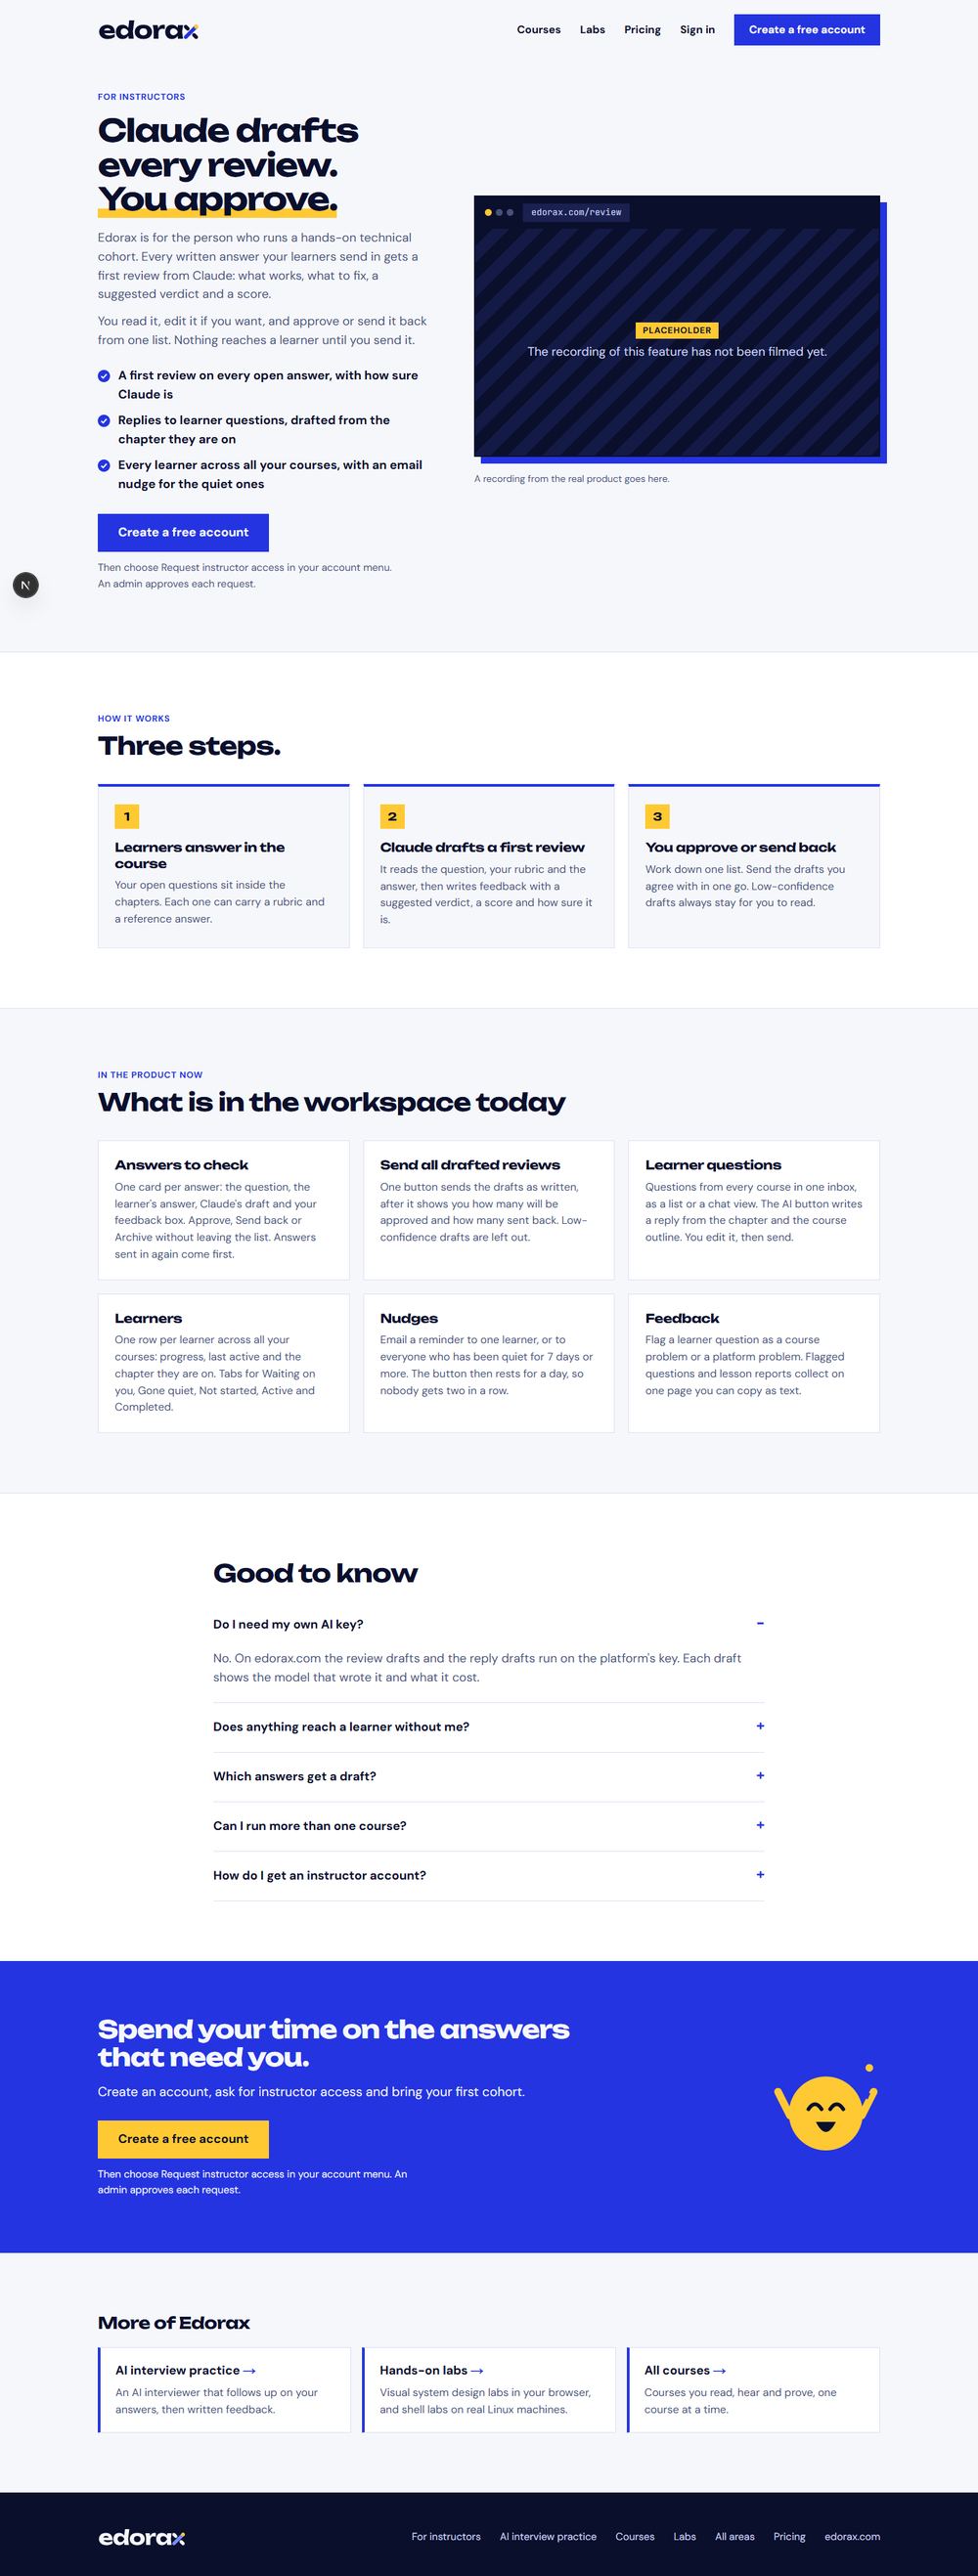 edorax
Courses Labs Pricing Sign in Create a free account
FOR INSTRUCTORS
Claude drafts
every review.
You approve.
Edorax is for the person who runs a hands-on technical
cohort. Every written answer your learners send in gets a
first review from Claude: what works, what to fix, a
suggested verdict and a score.
You read it, edit it if you want, and approve or send it back
from one list. Nothing reaches a learner until you send it.
A first review on every open answer, with how sure
Claude is
Replies to learner questions, drafted from the
chapter they are on
Every learner across all your courses, with an email
nudge for the quiet ones
Create a free account
Then choose Request instructor access in your account menu.
An admin approves each request.
edorax.com/review
PLACEHOLDER
The recording of this feature has not been filmed yet.
A recording from the real product goes here.
N
HOW IT WORKS
Three steps.
1
Learners answer in the
course
Your open questions sit inside the
chapters. Each one can carry a rubric and
a reference answer.
2
Claude drafts a first review
It reads the question, your rubric and the
answer, then writes feedback with a
suggested verdict, a score and how sure it
is.
3
You approve or send back
Work down one list. Send the drafts you
agree with in one go. Low-confidence
drafts always stay for you to read.
IN THE PRODUCT NOW
What is in the workspace today
Answers to check
One card per answer: the question, the
learner's answer, Claude's draft and your
feedback box. Approve, Send back or
Archive without leaving the list. Answers
sent in again come first.
Send all drafted reviews
One button sends the drafts as written,
after it shows you how many will be
approved and how many sent back. Low-
confidence drafts are left out.
Learner questions
Questions from every course in one inbox,
as a list or a chat view. The AI button writes
a reply from the chapter and the course
outline. You edit it, then send.
Learners
One row per learner across all your
courses: progress, last active and the
chapter they are on. Tabs for Waiting on
you, Gone quiet, Not started, Active and
Completed.
Nudges
Email a reminder to one learner, or to
everyone who has been quiet for 7 days or
more. The button then rests for a day, so
nobody gets two in a row.
Feedback
Flag a learner question as a course
problem or a platform problem. Flagged
questions and lesson reports collect on
one page you can copy as text.
Good to know
Do I need my own AI key? −
No. On edorax.com the review drafts and the reply drafts run on the platform's key. Each draft
shows the model that wrote it and what it cost.
Does anything reach a learner without me? +
Which answers get a draft? +
Can I run more than one course? +
How do I get an instructor account? +
Spend your time on the answers
that need you.
Create an account, ask for instructor access and bring your first cohort.
Create a free account
Then choose Request instructor access in your account menu. An
admin approves each request.
More of Edorax
AI interview practice →
An AI interviewer that follows up on your
answers, then written feedback.
Hands-on labs →
Visual system design labs in your browser,
and shell labs on real Linux machines.
All courses →
Courses you read, hear and prove, one
course at a time.
edorax
For instructors AI interview practice Courses Labs All areas Pricing edorax.com